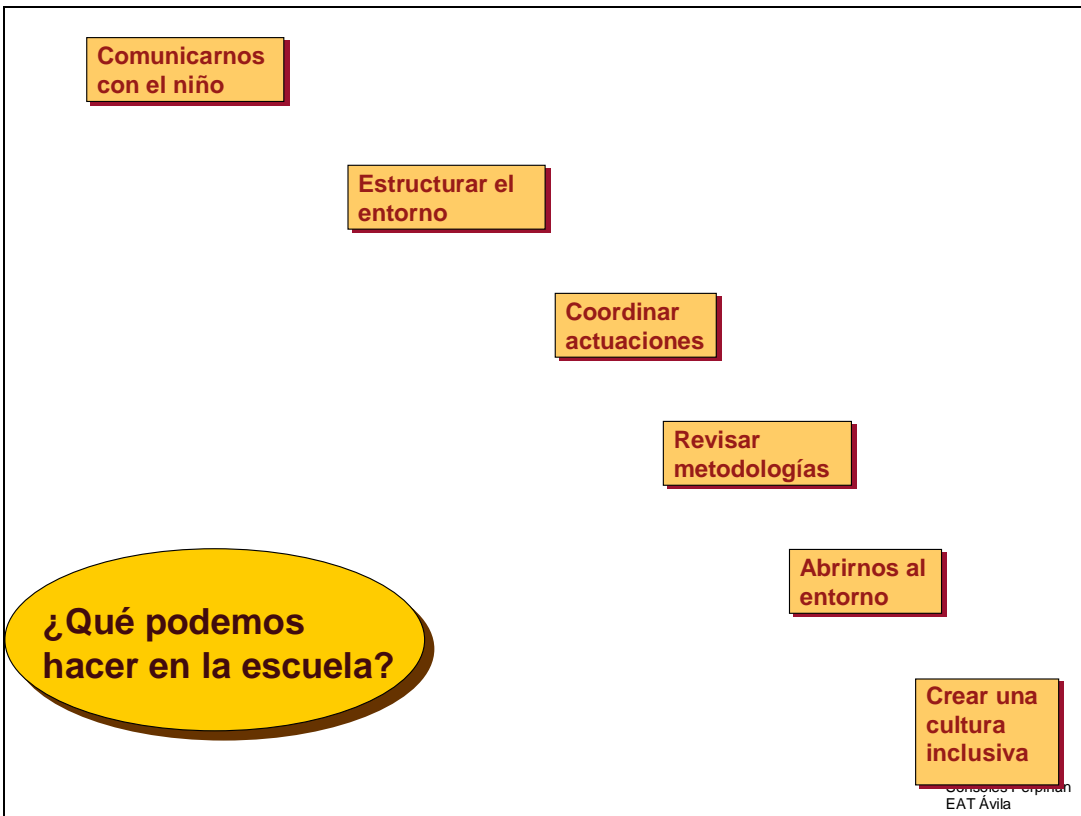 Comunicarnos
con el niño
Estructurar el
entorno
Coordinar
actuaciones
Revisar
metodologías
Abrirnos al
entorno
¿Qué podemos
hacer en la escuela?
Crear una
cultura
inclusiva
EAT Ávila